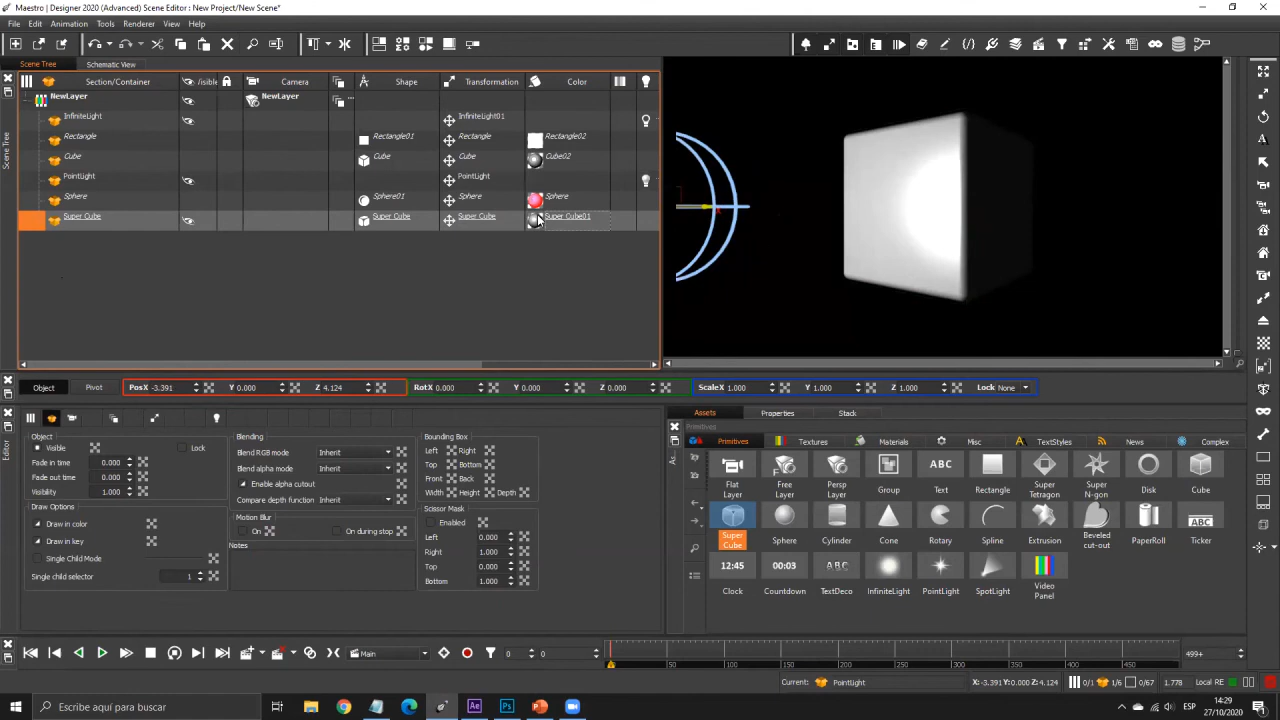 Maestro | Designer 2020 (Advanced) Scene Editor : New Project/New Scene*
File Edit Animation Tools Renderer View Help
Scene Tree Schematic View
Section/Container Visible Camera Shape Transformation Color
NewLayer NewLayer
InfiniteLight InfiniteLight01
Rectangle Rectangle01 Rectangle Rectangle02
Cube Cube Cube Cube02
PointLight PointLight
Sphere Sphere01 Sphere Sphere
Super Cube Super Cube Super Cube Super Cube01
Scene Tree
Object Pivot PosX -3.391 Y 0.000 Z 4.124 RotX 0.000 Y 0.000 Z 0.000 ScaleX 1.000 Y 1.000 Z 1.000 Lock None
Editor
Object
Visible Lock
Fade in time 0.000
Fade out time 0.000
Visibility 1.000
Draw Options
Draw in color
Draw in key
Single Child Mode
Single child selector 1
Blending
Blend RGB mode Inherit
Blend alpha mode Inherit
Enable alpha cutout
Compare depth function Inherit
Motion Blur
On On during stop
Notes
Bounding Box
Left Right
Top Bottom
Front Back
Width Height Depth
Scissor Mask
Enabled
Left 0.000
Right 1.000
Top 0.000
Bottom 1.000
Assets Properties Stack
Primitives
Primitives Textures Materials Misc TextStyles News Complex
Flat Layer
Free Layer
Persp Layer
Group
ABC
Text
Rectangle
Super Tetragon
Super N-gon
Disk
Cube
Super Cube
Sphere
Cylinder
Cone
Rotary
Spline
Extrusion
Beveled cut-out
PaperRoll
ABC
Ticker
12:45
Clock
00:03
Countdown
ABC
TextDeco
InfiniteLight
PointLight
SpotLight
Video Panel
Main 0 0 50 100 150 200 250 300 350 400 450 499+
Current: PointLight X: -3.391 Y:0.000 Z:4.124 0/1 1/6 0/67 1.778 Local RE
Escribe aquí para buscar
Ae Ps
ESP
14:29
27/10/2020